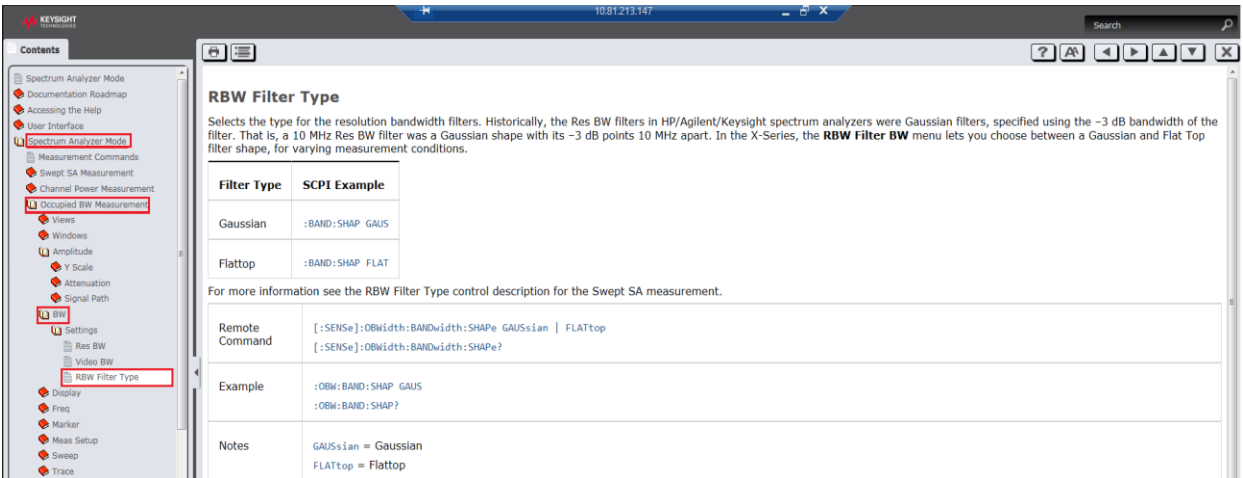 KEYSIGHT
TECHNOLOGIES
10.81.213.147
Search
Contents
Spectrum Analyzer Mode
Documentation Roadmap
Accessing the Help
User Interface
Spectrum Analyzer Mode
Measurement Commands
Swept SA Measurement
Channel Power Measurement
Occupied BW Measurement
Views
Windows
Amplitude
Y Scale
Attenuation
Signal Path
BW
Settings
Res BW
Video BW
RBW Filter Type
Display
Freq
Marker
Meas Setup
Sweep
Trace
RBW Filter Type
Selects the type for the resolution bandwidth filters. Historically, the Res BW filters in HP/Agilent/Keysight spectrum analyzers were Gaussian filters, specified using the −3 dB bandwidth of the
filter. That is, a 10 MHz Res BW filter was a Gaussian shape with its −3 dB points 10 MHz apart. In the X-Series, the RBW Filter BW menu lets you choose between a Gaussian and Flat Top
filter shape, for varying measurement conditions.
Filter Type SCPI Example
Gaussian :BAND:SHAP GAUS
Flattop :BAND:SHAP FLAT
For more information see the RBW Filter Type control description for the Swept SA measurement.
Remote
Command
[:SENSe]:OBWidth:BANDwidth:SHAPe GAUSsian | FLATtop
[:SENSe]:OBWidth:BANDwidth:SHAPe?
Example
:OBW:BAND:SHAP GAUS
:OBW:BAND:SHAP?
Notes
GAUSsian = Gaussian
FLATtop = Flattop